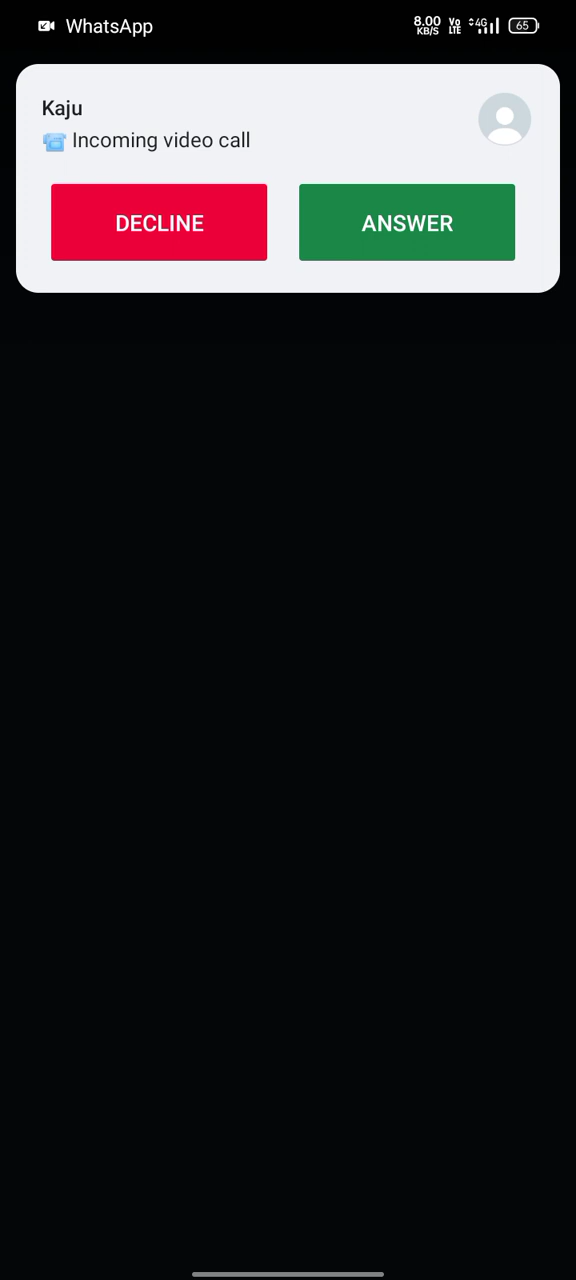 WhatsApp
8.00 KB/S Vo LTE 4G 65
Kaju
☎ Incoming video call
DECLINE ANSWER